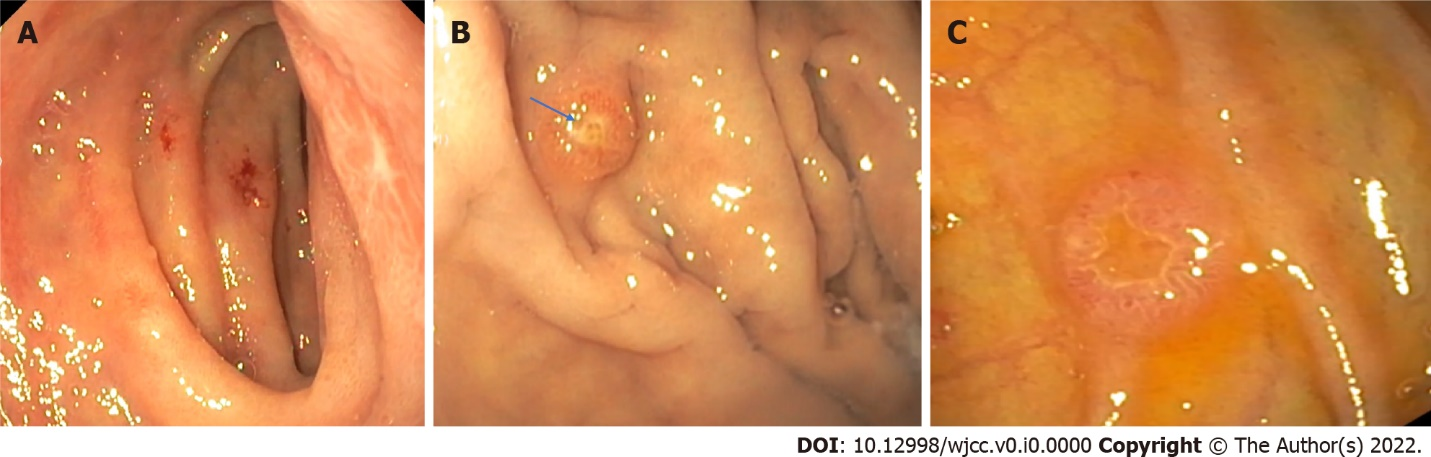 A
B
C
DOI: 10.12998/wjcc.v0.i0.0000 Copyright © The Author(s) 2022.